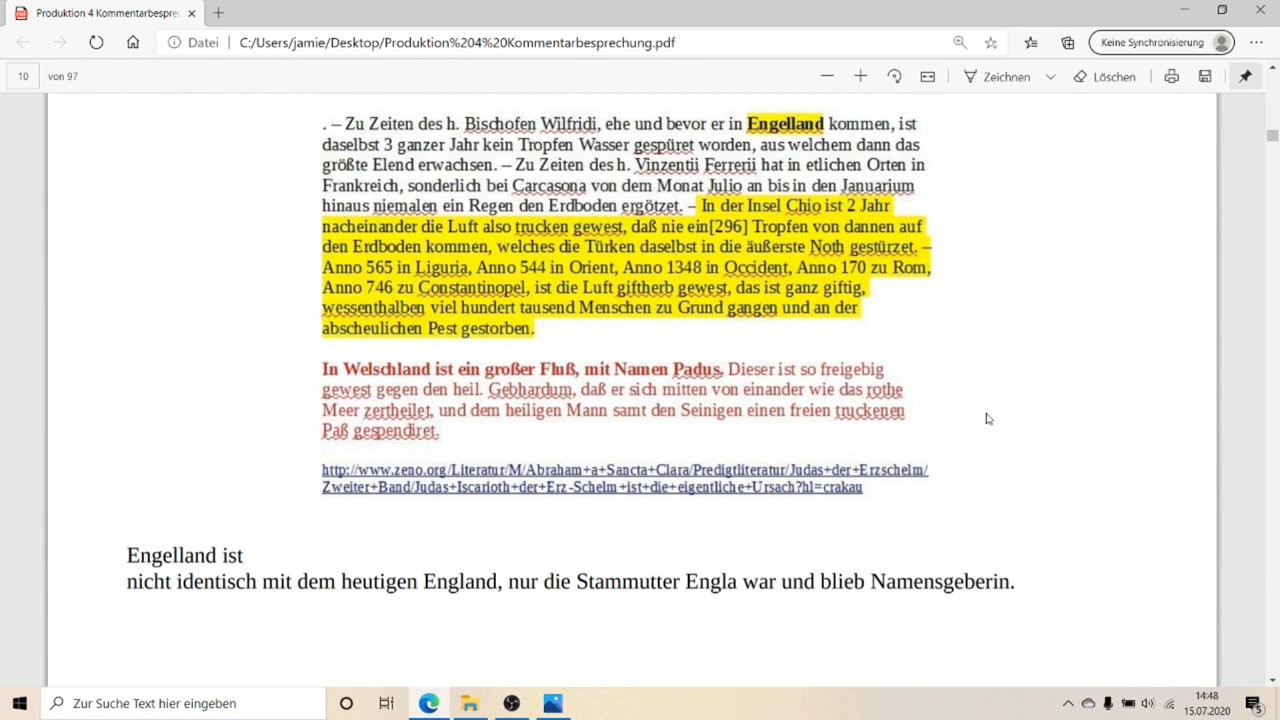 Produktion 4 Kommentarbespre
Datei
C:/Users/jamie/Desktop/Produktion%204%20Kommentarbesprechung.pdf
Keine Synchronisierung
10 von 97
Zeichnen
Löschen
. – Zu Zeiten des h. Bischofen Wilfridi, ehe und bevor er in Engelland kommen, ist
daselbst 3 ganzer Jahr kein Tropfen Wasser gespüret worden, aus welchem dann das
größte Elend erwachsen. – Zu Zeiten des h. Vinzentii Ferrerii hat in etlichen Orten in
Frankreich, sonderlich bei Carcasona von dem Monat Julio an bis in den Januarium
hinaus niemalen ein Regen den Erdboden ergötzet. – In der Insel Chio ist 2 Jahr
nacheinander die Luft also trucken gewest, daß nie ein[296] Tropfen von dannen auf
den Erdboden kommen, welches die Türken daselbst in die äußerste Noth gestürzet. –
Anno 565 in Liguria, Anno 544 in Orient, Anno 1348 in Occident, Anno 170 zu Rom,
Anno 746 zu Constantinopel, ist die Luft giftherb gewest, das ist ganz giftig,
wessenthalben viel hundert tausend Menschen zu Grund gangen und an der
abscheulichen Pest gestorben.
In Welschland ist ein großer Fluß, mit Namen Padus. Dieser ist so freigebig
gewest gegen den heil. Gebhardum, daß er sich mitten von einander wie das rothe
Meer zertheilet, und dem heiligen Mann samt den Seinigen einen freien truckenen
Paß gespendiret.
http://www.zeno.org/Literatur/M/Abraham+a+Sancta+Clara/Predigtliteratur/Judas+der+Erzschelm/
Zweiter+Band/Judas+Iscarioth+der+Erz-Schelm+ist+die+eigentliche+Ursach?hl=crakau
Engelland ist
nicht identisch mit dem heutigen England, nur die Stammutter Engla war und blieb Namensgeberin.
Zur Suche Text hier eingeben
14:48
15.07.2020
5